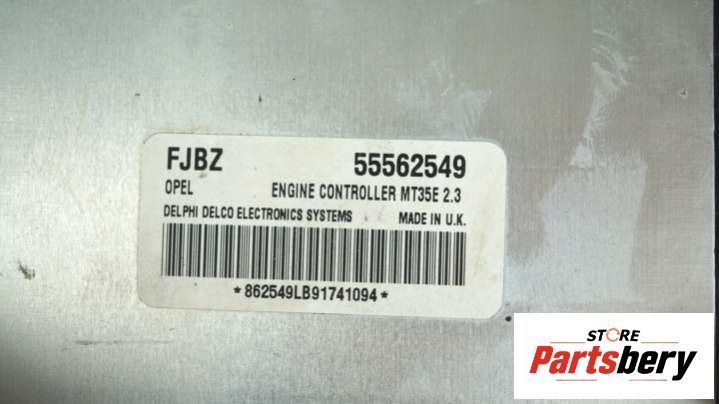 FJBZ 55562549
OPEL ENGINE CONTROLLER MT35E 2.3
DELPHI DELCO ELECTRONICS SYSTEMS MADE IN U.K.
*862549LB91741094*
STORE
Partsbery